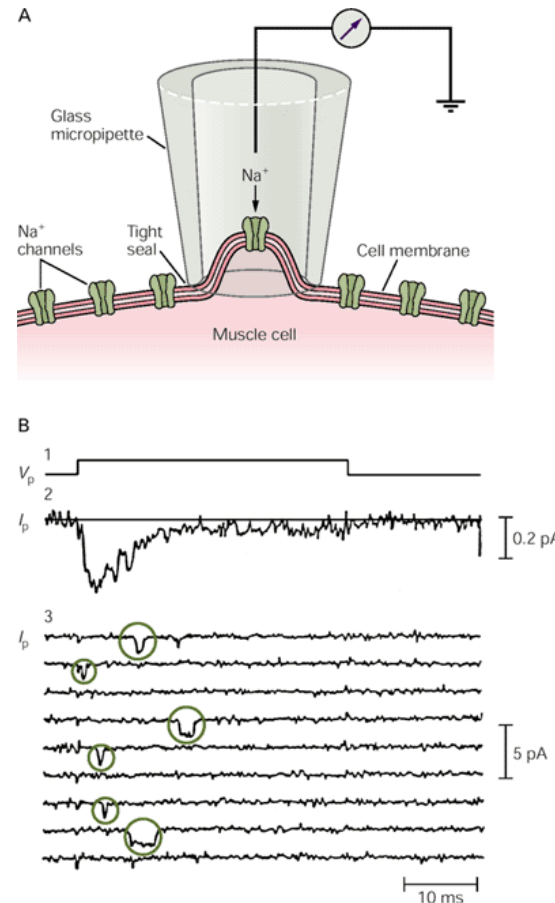 A
Glass
micropipette
Na⁺
Na⁺
channels
Tight
seal
Cell membrane
Muscle cell
B
1
Vₚ
2
Iₚ
0.2 pA
3
Iₚ
5 pA
10 ms